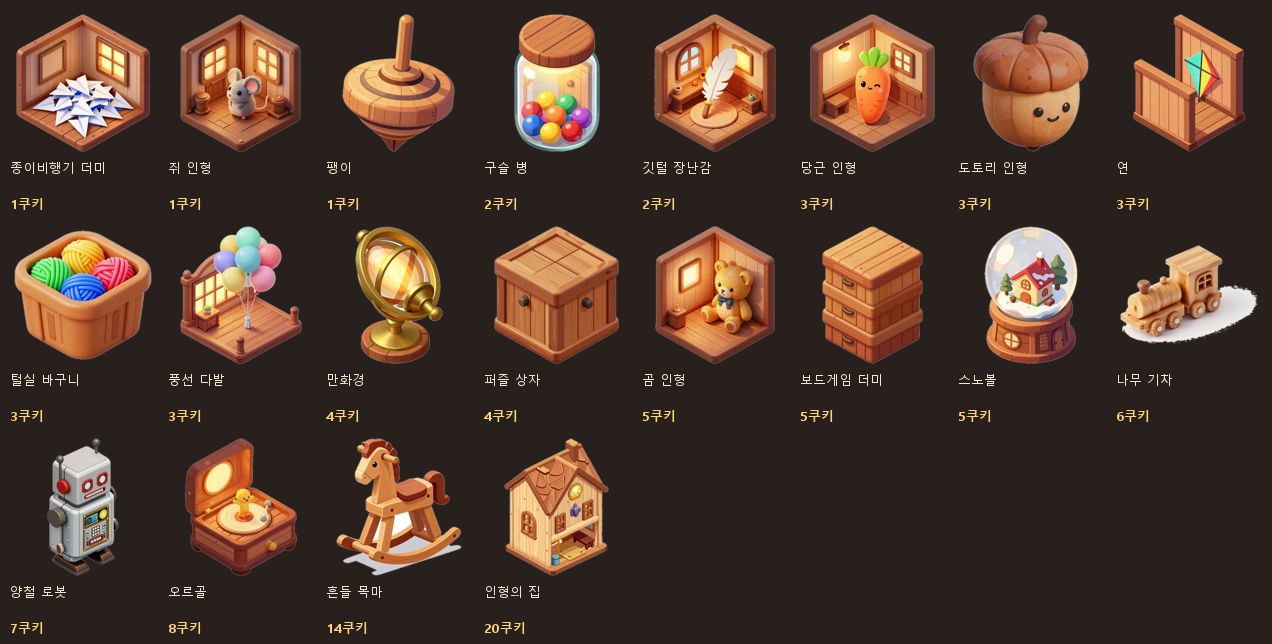 종이비행기 더미
쥐 인형
팽이
구슬 병
깃털 장난감
당근 인형
도토리 인형
연
1쿠키
1쿠키
1쿠키
2쿠키
2쿠키
3쿠키
3쿠키
3쿠키
털실 바구니
풍선 다발
만화경
퍼즐 상자
곰 인형
보드게임 더미
스노볼
나무 기차
3쿠키
3쿠키
4쿠키
4쿠키
5쿠키
5쿠키
5쿠키
6쿠키
양철 로봇
오르골
흔들 목마
인형의 집
7쿠키
8쿠키
14쿠키
20쿠키